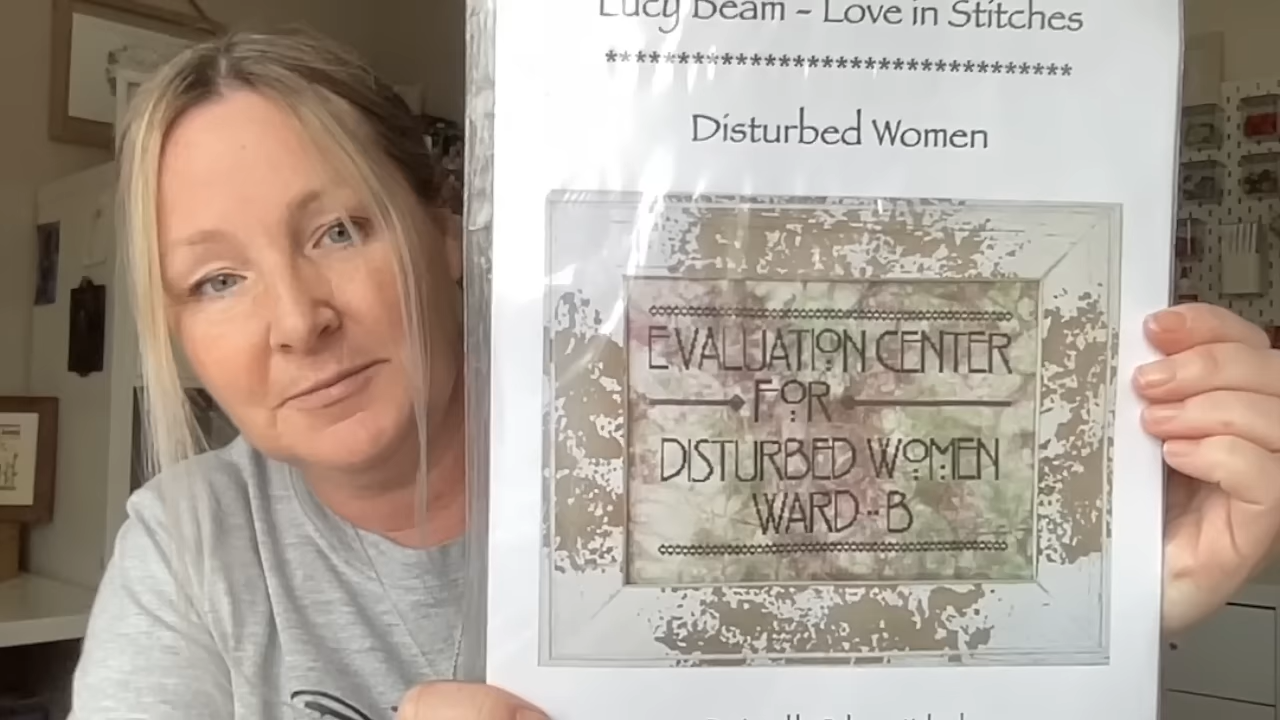 Lucy Beam - Love in Stitches
********************************
Disturbed Women
EVALUATION CENTER
FOR
DISTURBED WOMEN
WARD B